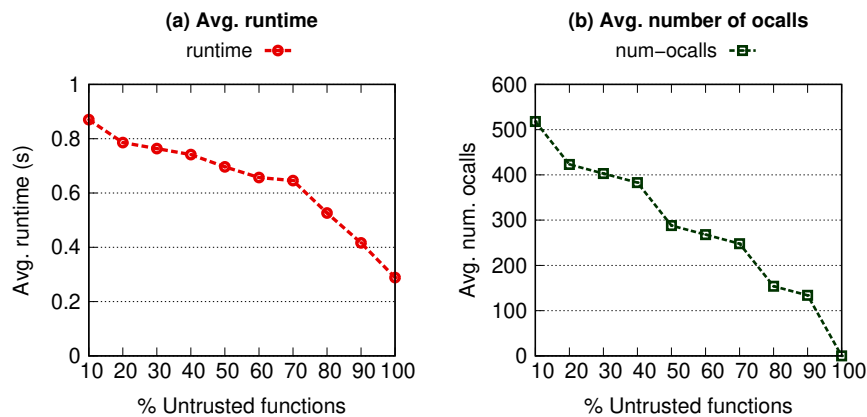 (a) Avg. runtime
runtime
1
0.8
0.6
0.4
0.2
0
10 20 30 40 50 60 70 80 90 100
Avg. runtime (s)
% Untrusted functions
(b) Avg. number of ocalls
num−ocalls
600
500
400
300
200
100
0
10 20 30 40 50 60 70 80 90 100
Avg. num. ocalls
% Untrusted functions